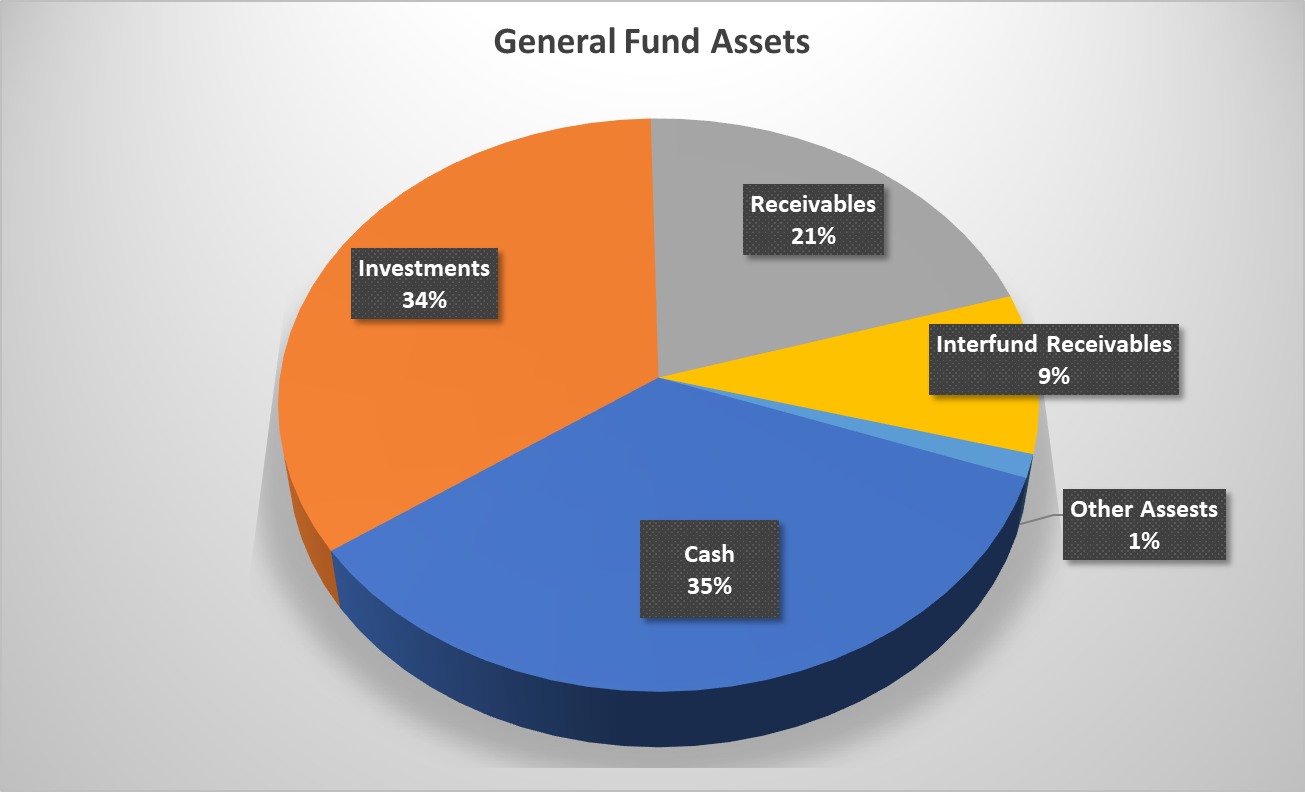 General Fund Assets
Receivables
21%
Investments
34%
Interfund Receivables
9%
Other Assests
1%
Cash
35%